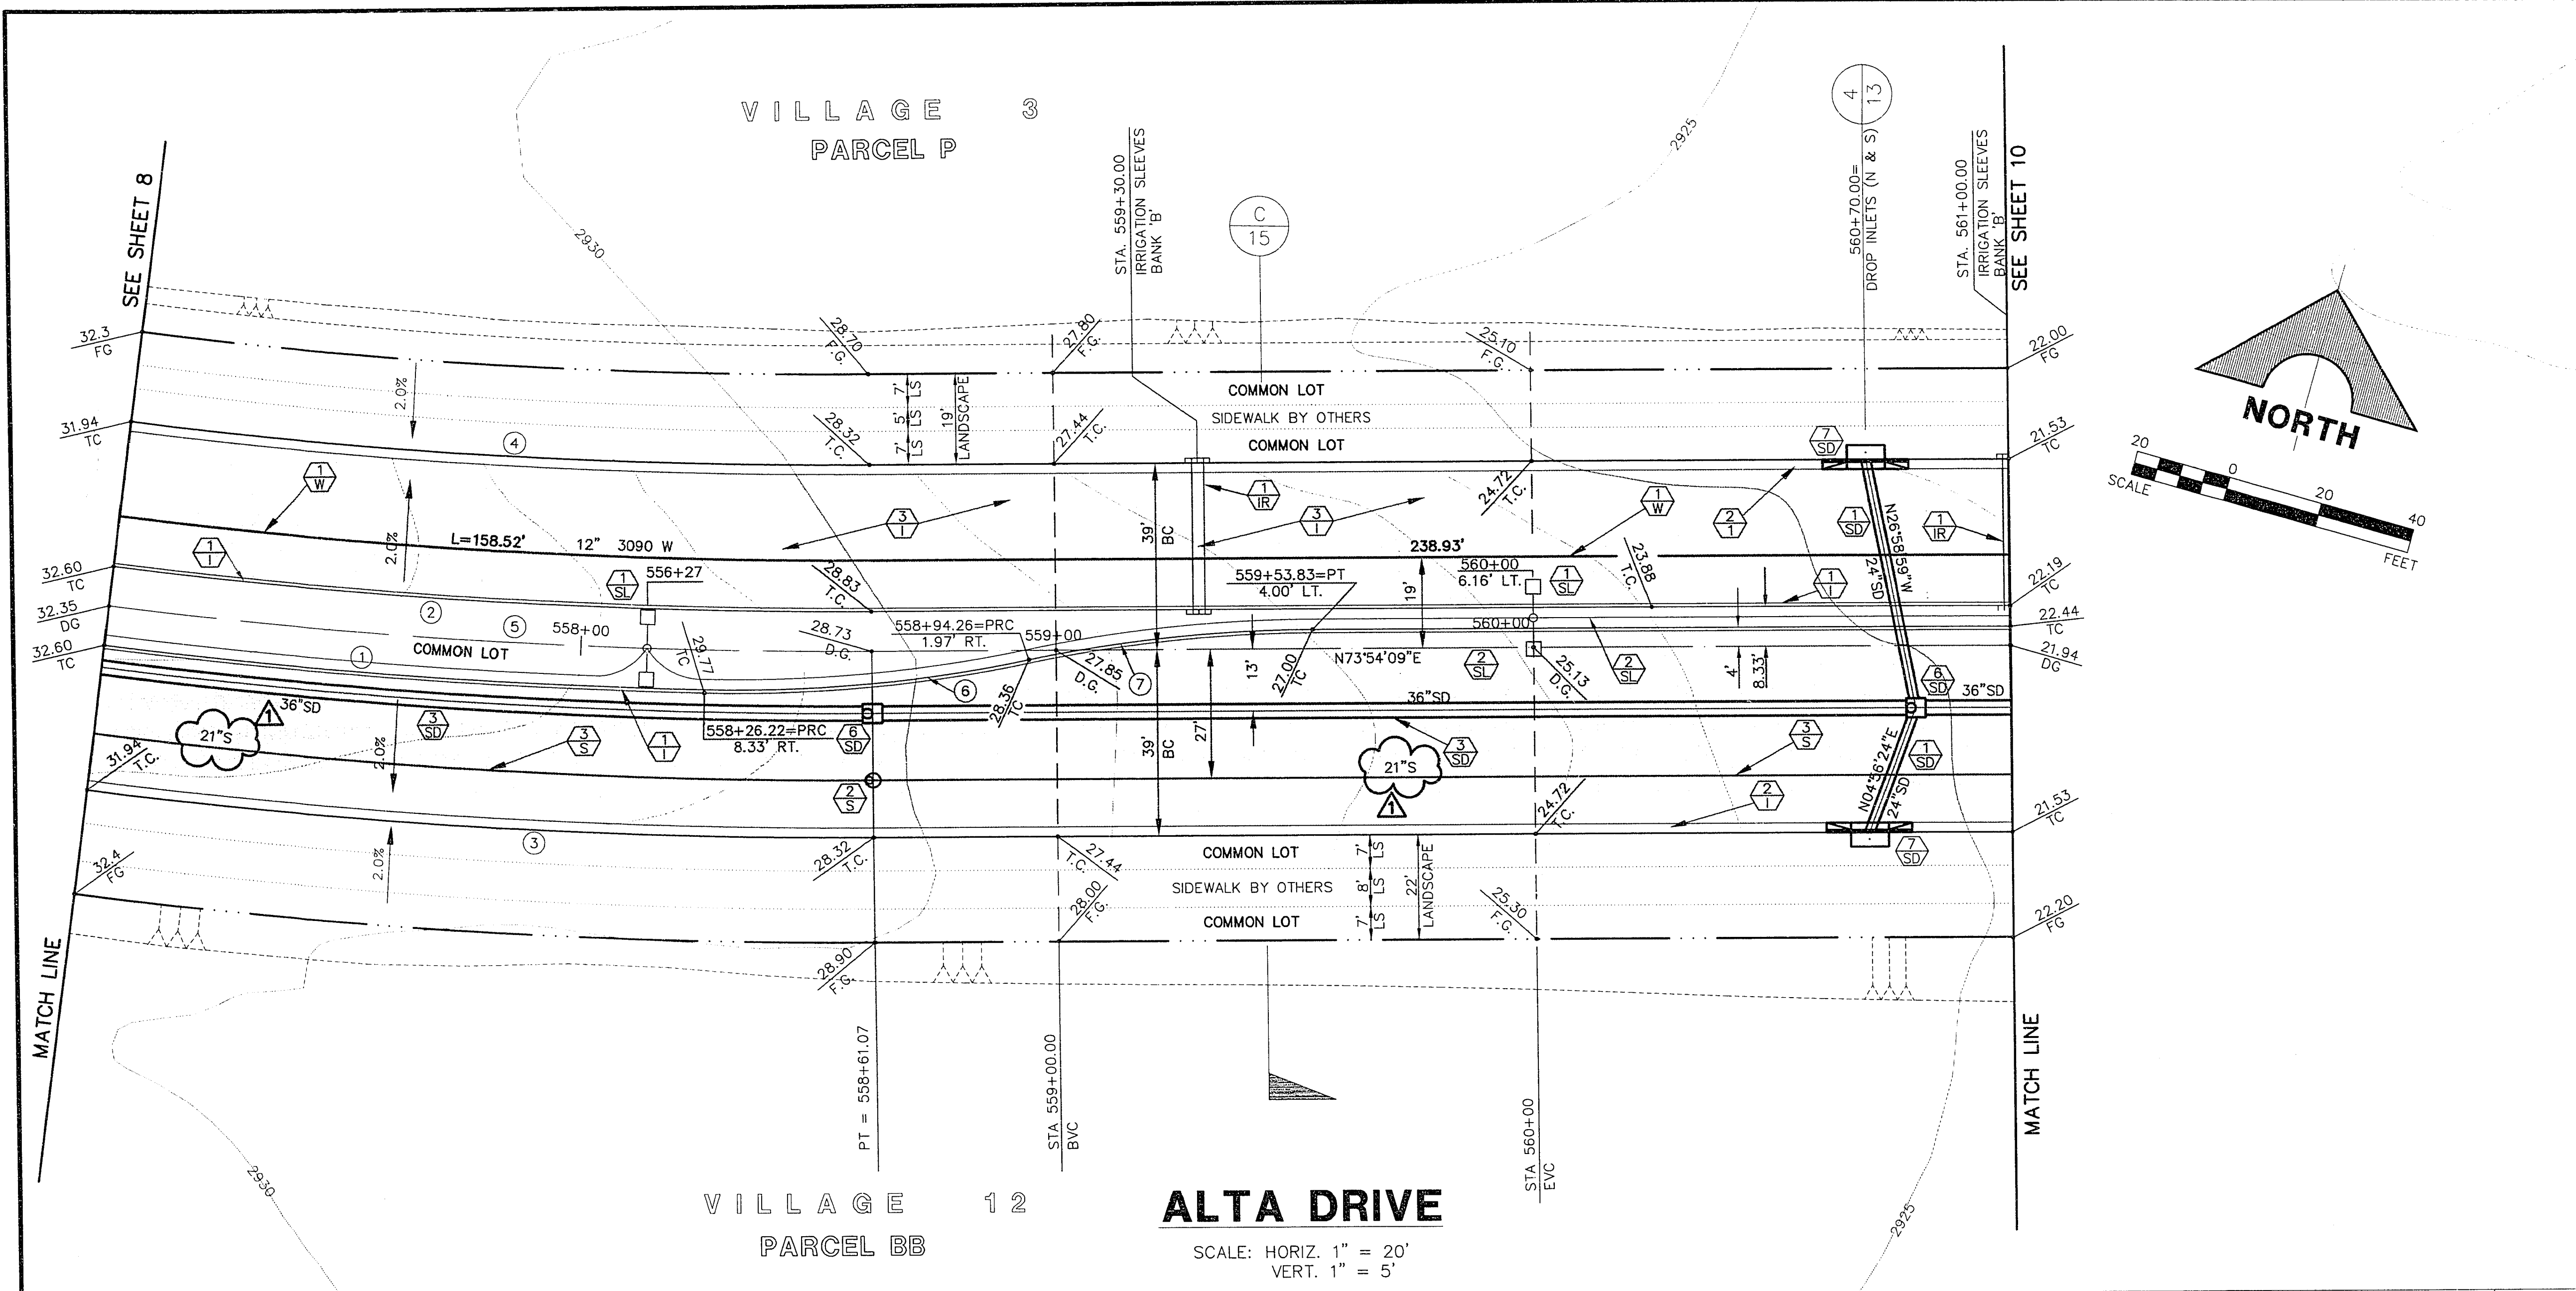 VILLAGE 3
PARCEL P
SEE SHEET 8
2930
STA. 559+30.00
IRRIGATION SLEEVES
BANK 'B'
C
15
2925
4
13
560+70.00=
DROP INLETS (N & S)
STA. 561+00.00
IRRIGATION SLEEVES
BANK 'B'
SEE SHEET 10
NORTH
20 0 20 40
SCALE
FEET
32.3
FG
28.70
F.G.
27.80
F.G.
25.10
F.G.
22.00
FG
2.0%
7' LS
5' LS
7' LS
19'
LANDSCAPE
COMMON LOT
SIDEWALK BY OTHERS
COMMON LOT
31.94
TC
4
28.32
T.C.
27.44
T.C.
24.72
T.C.
7
SD
21.53
TC
1
W
2.0%
L=158.52'
12" 3090 W
3
I
39'
BC
1
IR
3
I
238.93'
1
W
2
1
1
SD
N26°58'59"W
24"SD
1
IR
1
I
32.60
TC
32.35
DG
32.60
TC
2
5
1
SL
556+27
558+00
COMMON LOT
1
28.83
T.C.
28.73
D.G.
29.77
TC
558+94.26=PRC
1.97' RT.
559+00
559+53.83=PT
4.00' LT.
19'
560+00
6.16' LT.
1
SL
23.88
T.C.
1
I
22.19
TC
22.44
TC
21.94
DG
560+00
27.85
D.G.
7
6
28.36
TC
13'
27.00
TC
N73°54'09"E
2
SL
25.13
D.G.
2
SL
4'
8.33'
6
SD
36"SD
36"SD
1
21"S
3
SD
2.0%
3
S
1
I
558+26.22=PRC
8.33' RT.
6
SD
39'
BC
27'
36"SD
21"S
1
3
SD
3
S
N04°56'24"E
24"SD
1
SD
31.94
T.C.
2
S
24.72
T.C.
2
I
21.53
TC
3
2.0%
32.4
FG
28.32
T.C.
27.44
T.C.
COMMON LOT
SIDEWALK BY OTHERS
COMMON LOT
7' LS
8' LS
7' LS
22'
LANDSCAPE
7
SD
28.90
F.G.
28.00
F.G.
25.30
F.G.
22.20
FG
MATCH LINE
PT = 558+61.07
STA 559+00.00
BVC
STA 560+00
EVC
MATCH LINE
2930
2925
VILLAGE 12
PARCEL BB
ALTA DRIVE
SCALE: HORIZ. 1" = 20'
VERT. 1" = 5'